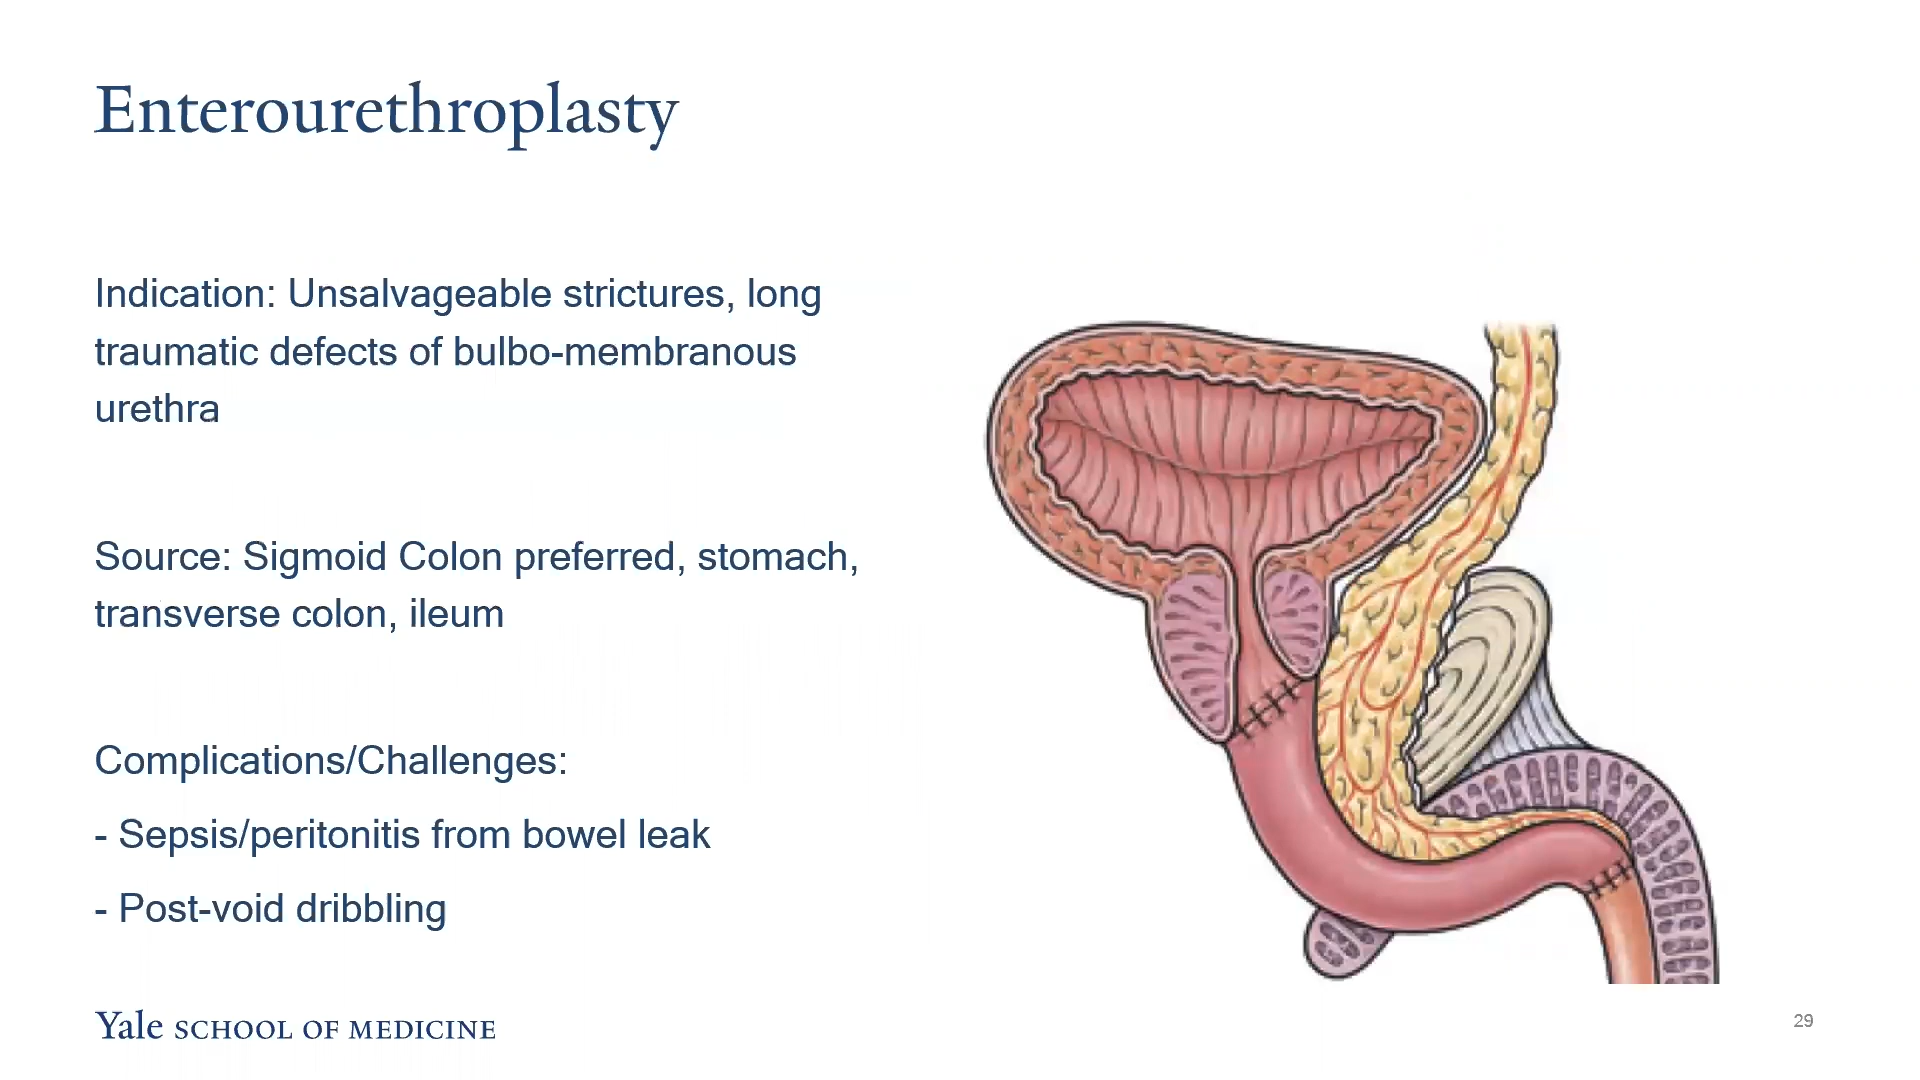 Enterourethroplasty
Indication: Unsalvageable strictures, long
traumatic defects of bulbo-membranous
urethra
Source: Sigmoid Colon preferred, stomach,
transverse colon, ileum
Complications/Challenges:
- Sepsis/peritonitis from bowel leak
- Post-void dribbling
Yale SCHOOL OF MEDICINE
29